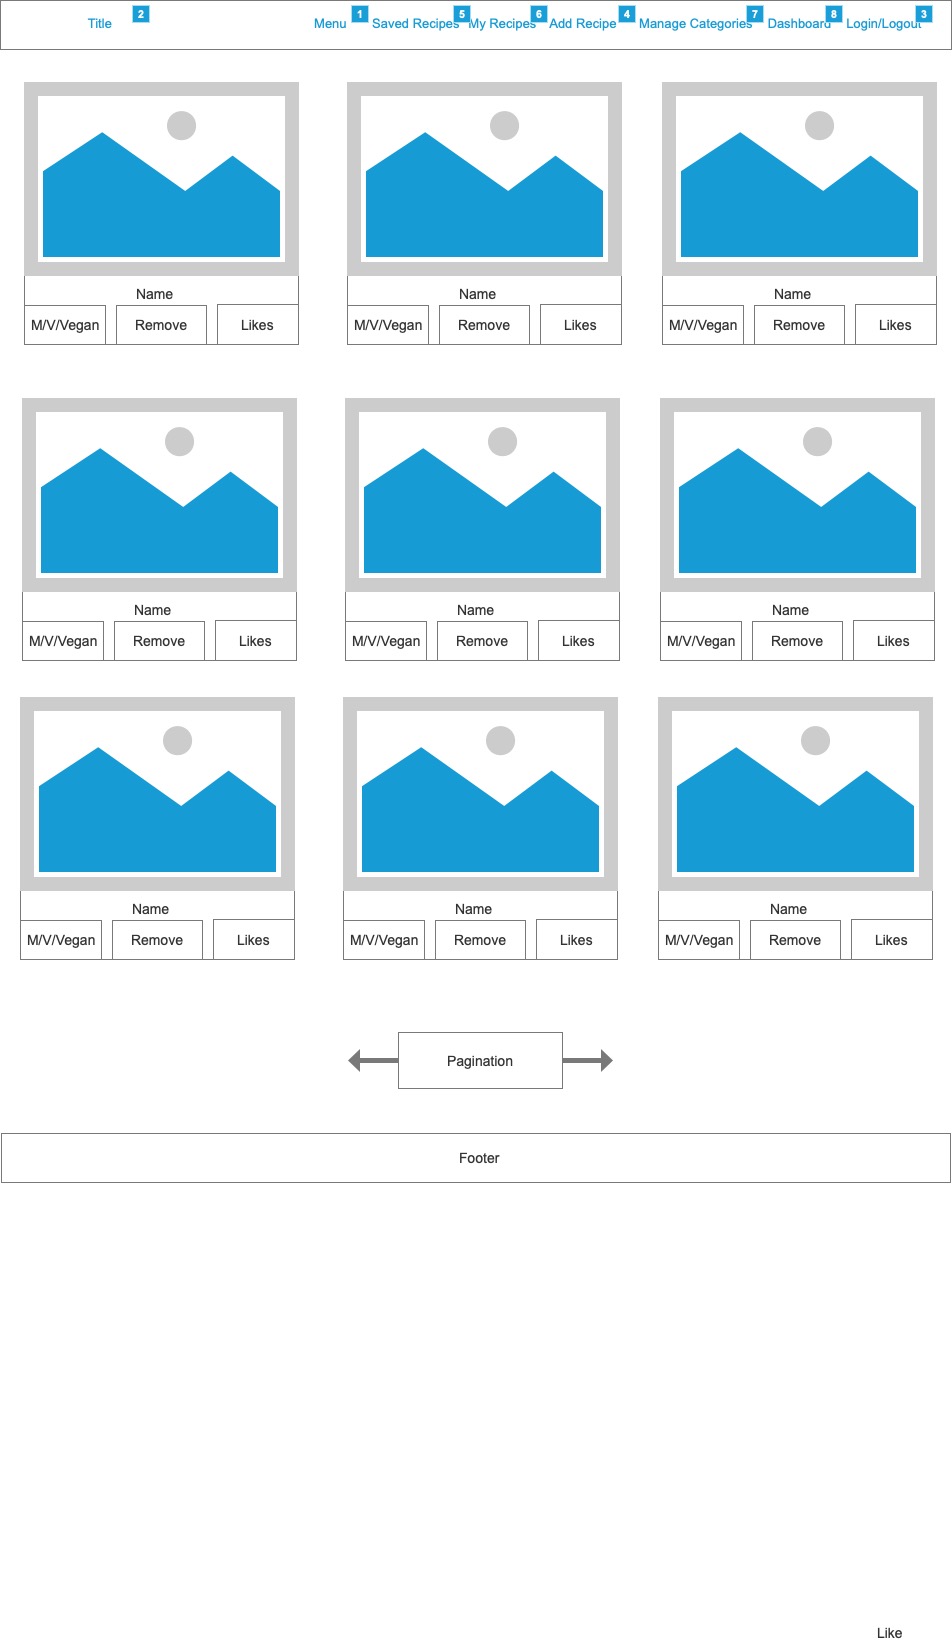 Title 2 Menu 1 Saved Recipes 5 My Recipes 6 Add Recipe 4 Manage Categories 7 Dashboard 8 Login/Logout 3
Name Name Name
M/V/Vegan Remove Likes M/V/Vegan Remove Likes M/V/Vegan Remove Likes
Name Name Name
M/V/Vegan Remove Likes M/V/Vegan Remove Likes M/V/Vegan Remove Likes
Name Name Name
M/V/Vegan Remove Likes M/V/Vegan Remove Likes M/V/Vegan Remove Likes
Pagination
Footer
Like